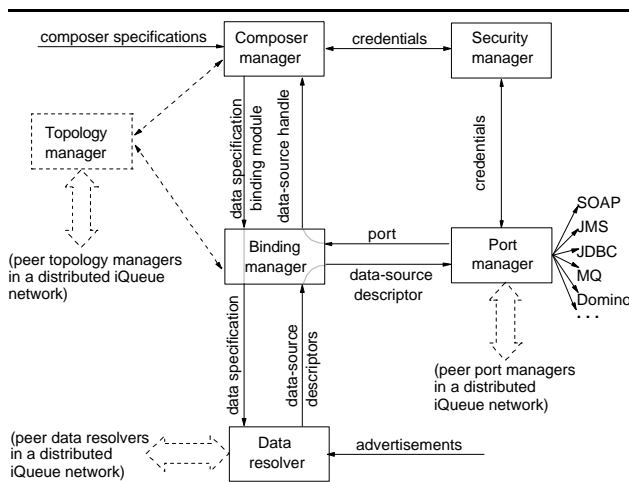 composer specifications
Composer
manager
credentials
Security
manager
Topology
manager
data specification
binding module
data-source handle
credentials
(peer topology managers
in a distributed iQueue
network)
Binding
manager
port
data-source
descriptor
Port
manager
SOAP
JMS
JDBC
MQ
Domino
. . .
data specification
data-source
descriptors
(peer port managers
in a distributed
iQueue network)
(peer data resolvers
in a distributed
iQueue network)
Data
resolver
advertisements